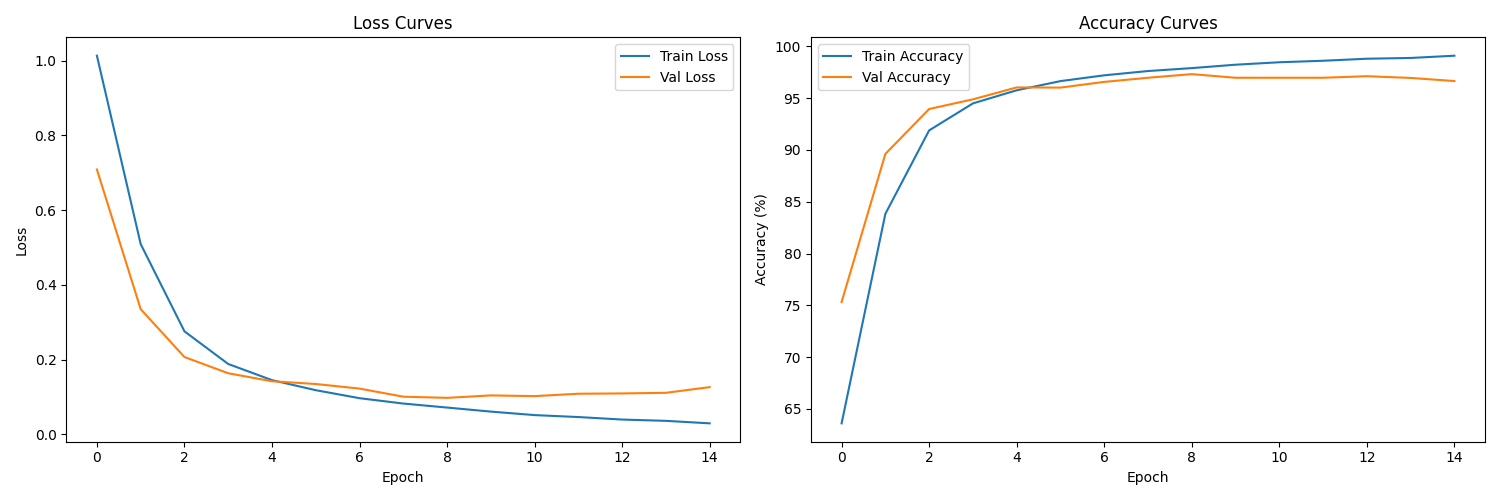 Loss Curves
Train Loss
Val Loss
1.0
0.8
0.6
0.4
0.2
0.0
Loss
0 2 4 6 8 10 12 14
Epoch
Accuracy Curves
Train Accuracy
Val Accuracy
100
95
90
85
80
75
70
65
Accuracy (%)
0 2 4 6 8 10 12 14
Epoch